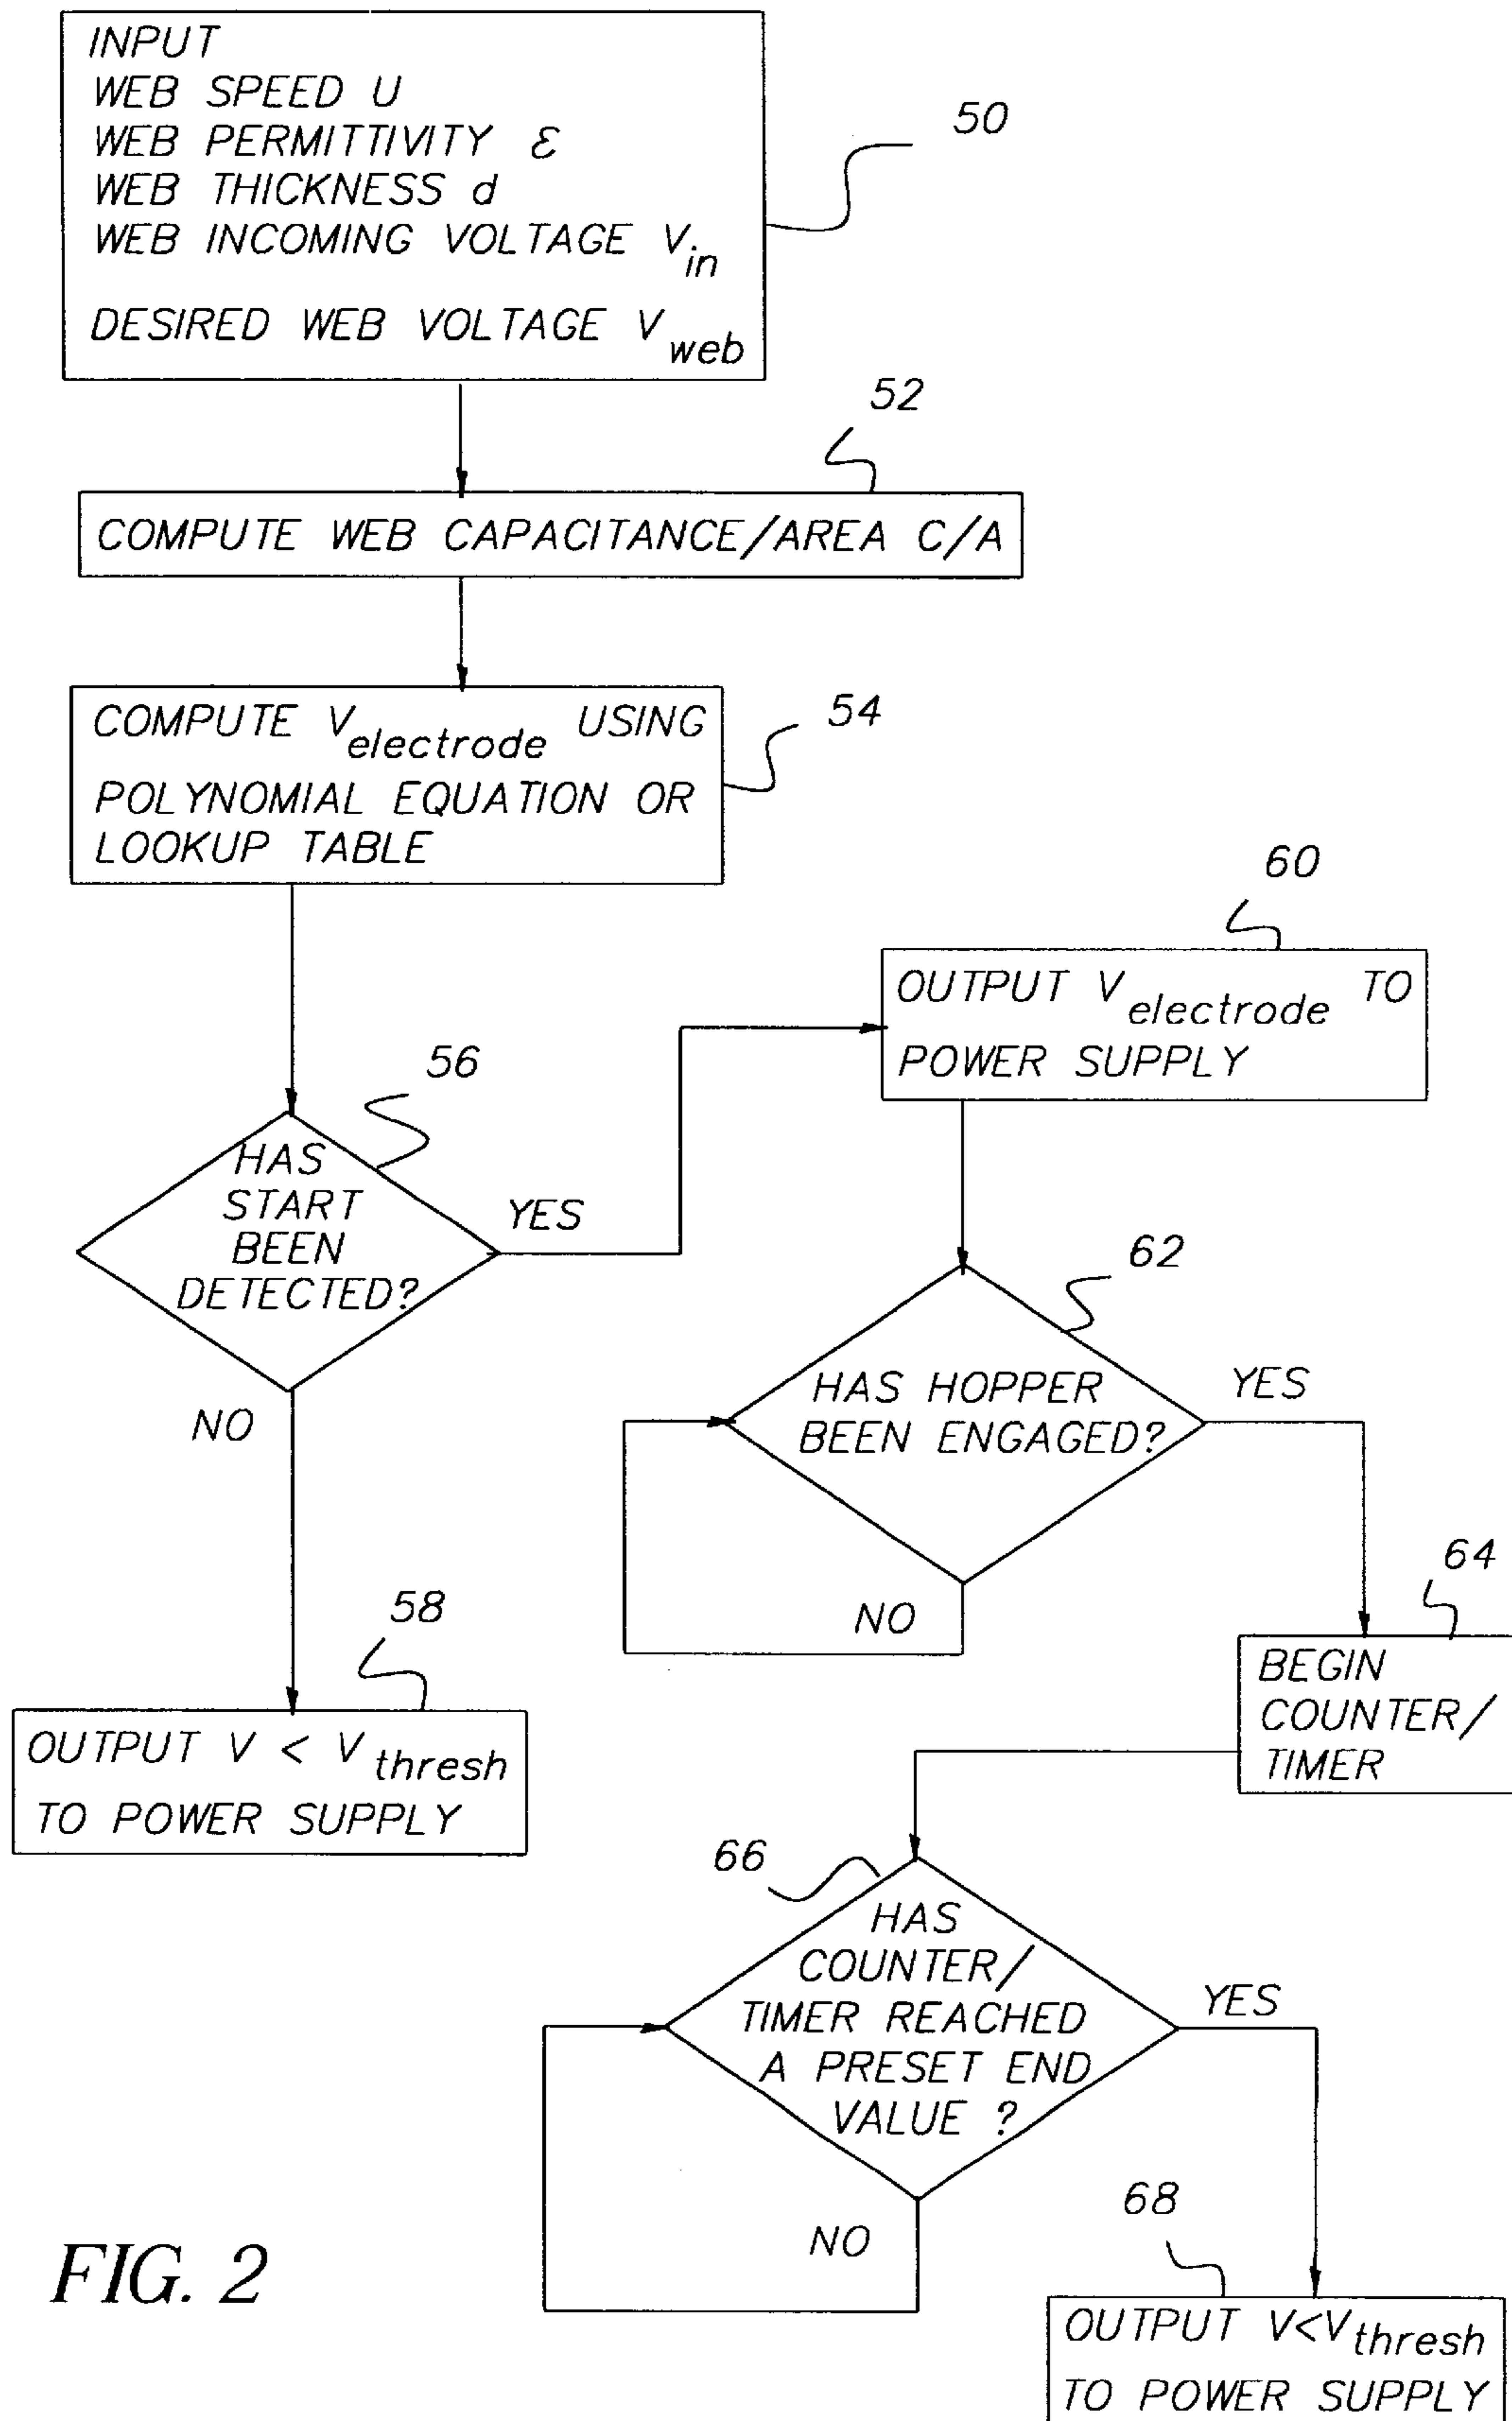 INPUT
WEB SPEED U
WEB PERMITTIVITY ε
WEB THICKNESS d
WEB INCOMING VOLTAGE Vin
DESIRED WEB VOLTAGE Vweb
50
52
COMPUTE WEB CAPACITANCE/AREA C/A
COMPUTE Velectrode USING
POLYNOMIAL EQUATION OR
LOOKUP TABLE
54
60
OUTPUT Velectrode TO
POWER SUPPLY
56
HAS
START
BEEN
DETECTED?
YES
NO
62
HAS HOPPER
BEEN ENGAGED?
YES
NO
58
OUTPUT V < Vthresh
TO POWER SUPPLY
64
BEGIN
COUNTER/
TIMER
66
HAS
COUNTER/
TIMER REACHED
A PRESET END
VALUE ?
YES
NO
68
OUTPUT V<Vthresh
TO POWER SUPPLY
FIG. 2